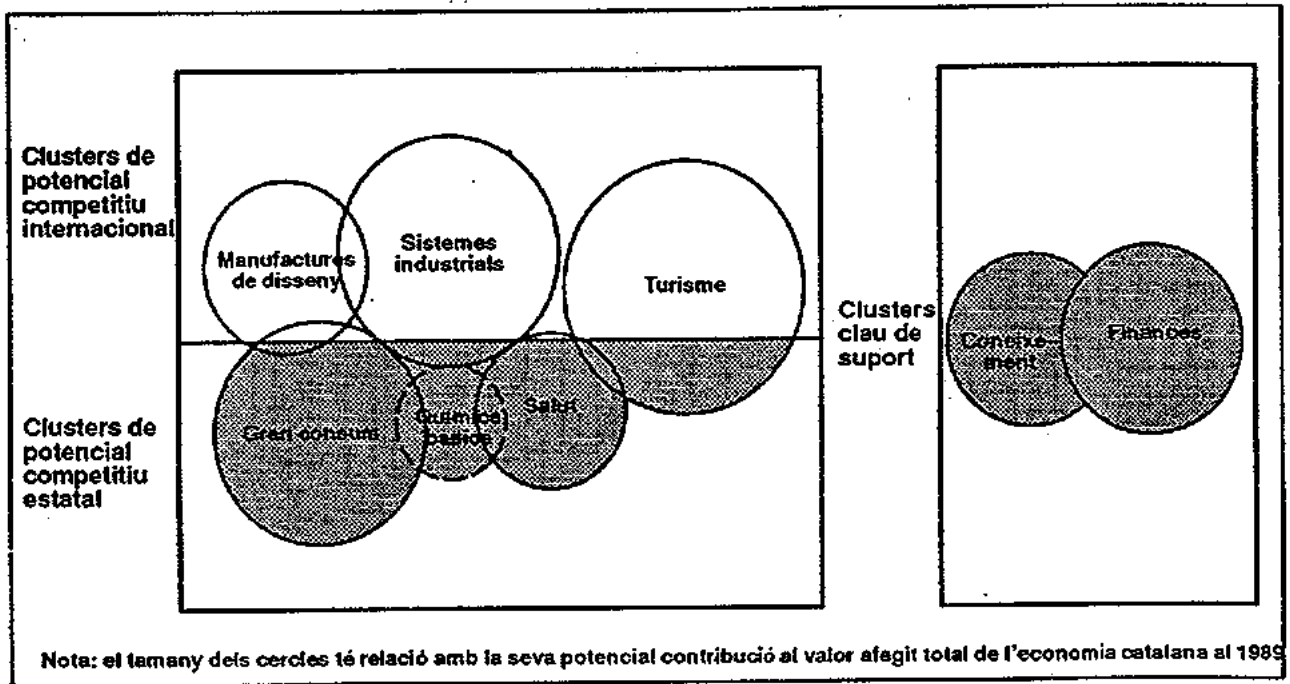 Clusters de
potencial
competitiu
internacional
Manufactures
de disseny
Sistemes
industrials
Turisme
Clusters de
potencial
competitiu
estatal
Gran consum
Química
bàsica
Salut
Clusters
clau de
suport
Coneixe
ment
Finances
Nota: el tamany dels cercles té relació amb la seva potencial contribució al valor afegit total de l'economia catalana al 1989